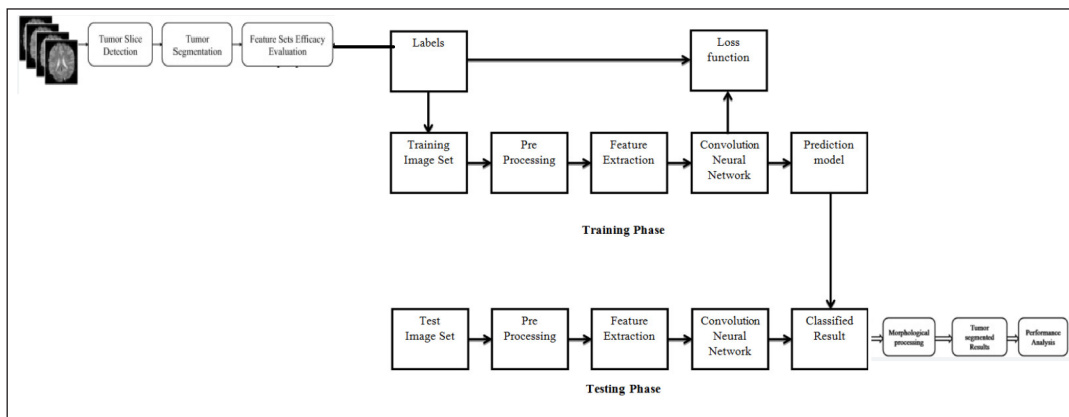 Tumor Slice
Detection
Tumor
Segmentation
Feature Sets Efficacy
Evaluation
Labels
Loss
function
Training
Image Set
Pre
Processing
Feature
Extraction
Convolution
Neural
Network
Prediction
model
Training Phase
Test
Image Set
Pre
Processing
Feature
Extraction
Convolution
Neural
Network
Classified
Result
Morphological
processing
Tumor
segmented
Results
Performance
Analysis
Testing Phase